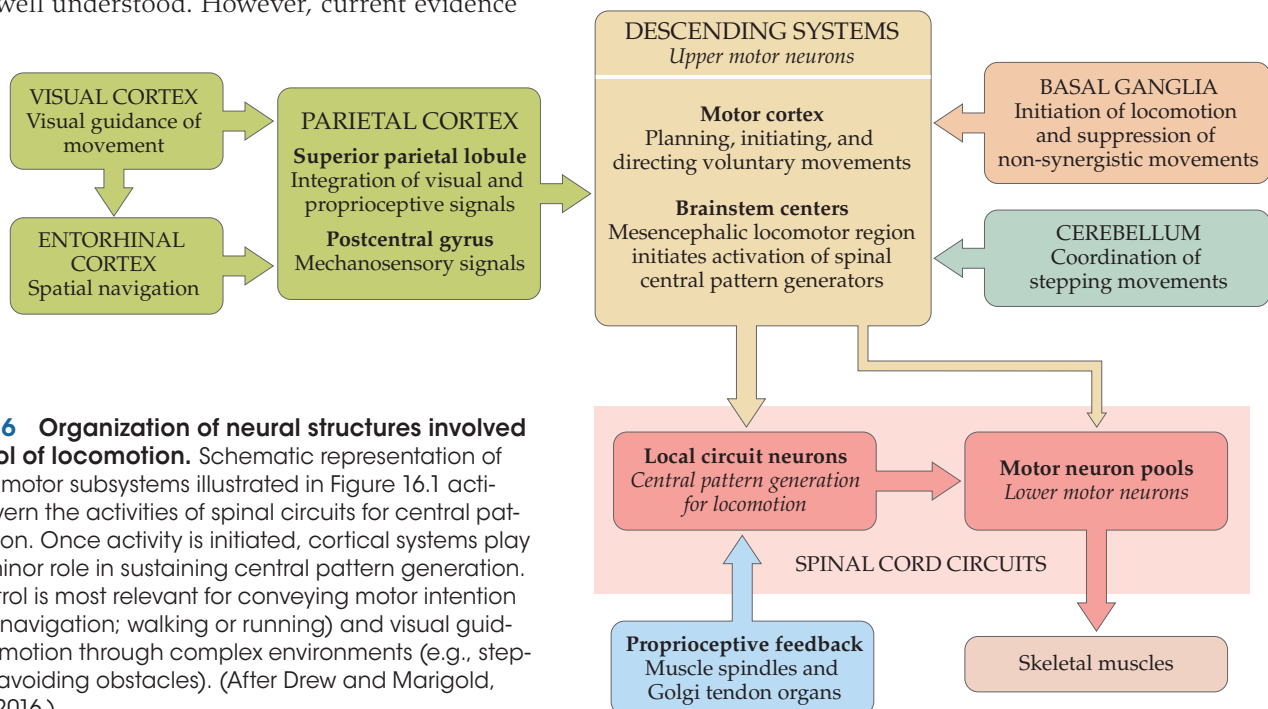 well understood. However, current evidence
VISUAL CORTEX
Visual guidance of
movement
ENTORHINAL
CORTEX
Spatial navigation
PARIETAL CORTEX
Superior parietal lobule
Integration of visual and
proprioceptive signals
Postcentral gyrus
Mechanosensory signals
DESCENDING SYSTEMS
Upper motor neurons
Motor cortex
Planning, initiating, and
directing voluntary movements
Brainstem centers
Mesencephalic locomotor region
initiates activation of spinal
central pattern generators
BASAL GANGLIA
Initiation of locomotion
and suppression of
non-synergistic movements
CEREBELLUM
Coordination of
stepping movements
Local circuit neurons
Central pattern generation
for locomotion
Motor neuron pools
Lower motor neurons
SPINAL CORD CIRCUITS
Proprioceptive feedback
Muscle spindles and
Golgi tendon organs
Skeletal muscles
6 Organization of neural structures involved
ol of locomotion. Schematic representation of
motor subsystems illustrated in Figure 16.1 acti-
vern the activities of spinal circuits for central pat-
on. Once activity is initiated, cortical systems play
inor role in sustaining central pattern generation.
trol is most relevant for conveying motor intention
navigation; walking or running) and visual guid-
motion through complex environments (e.g., step-
avoiding obstacles). (After Drew and Marigold,
2016.)